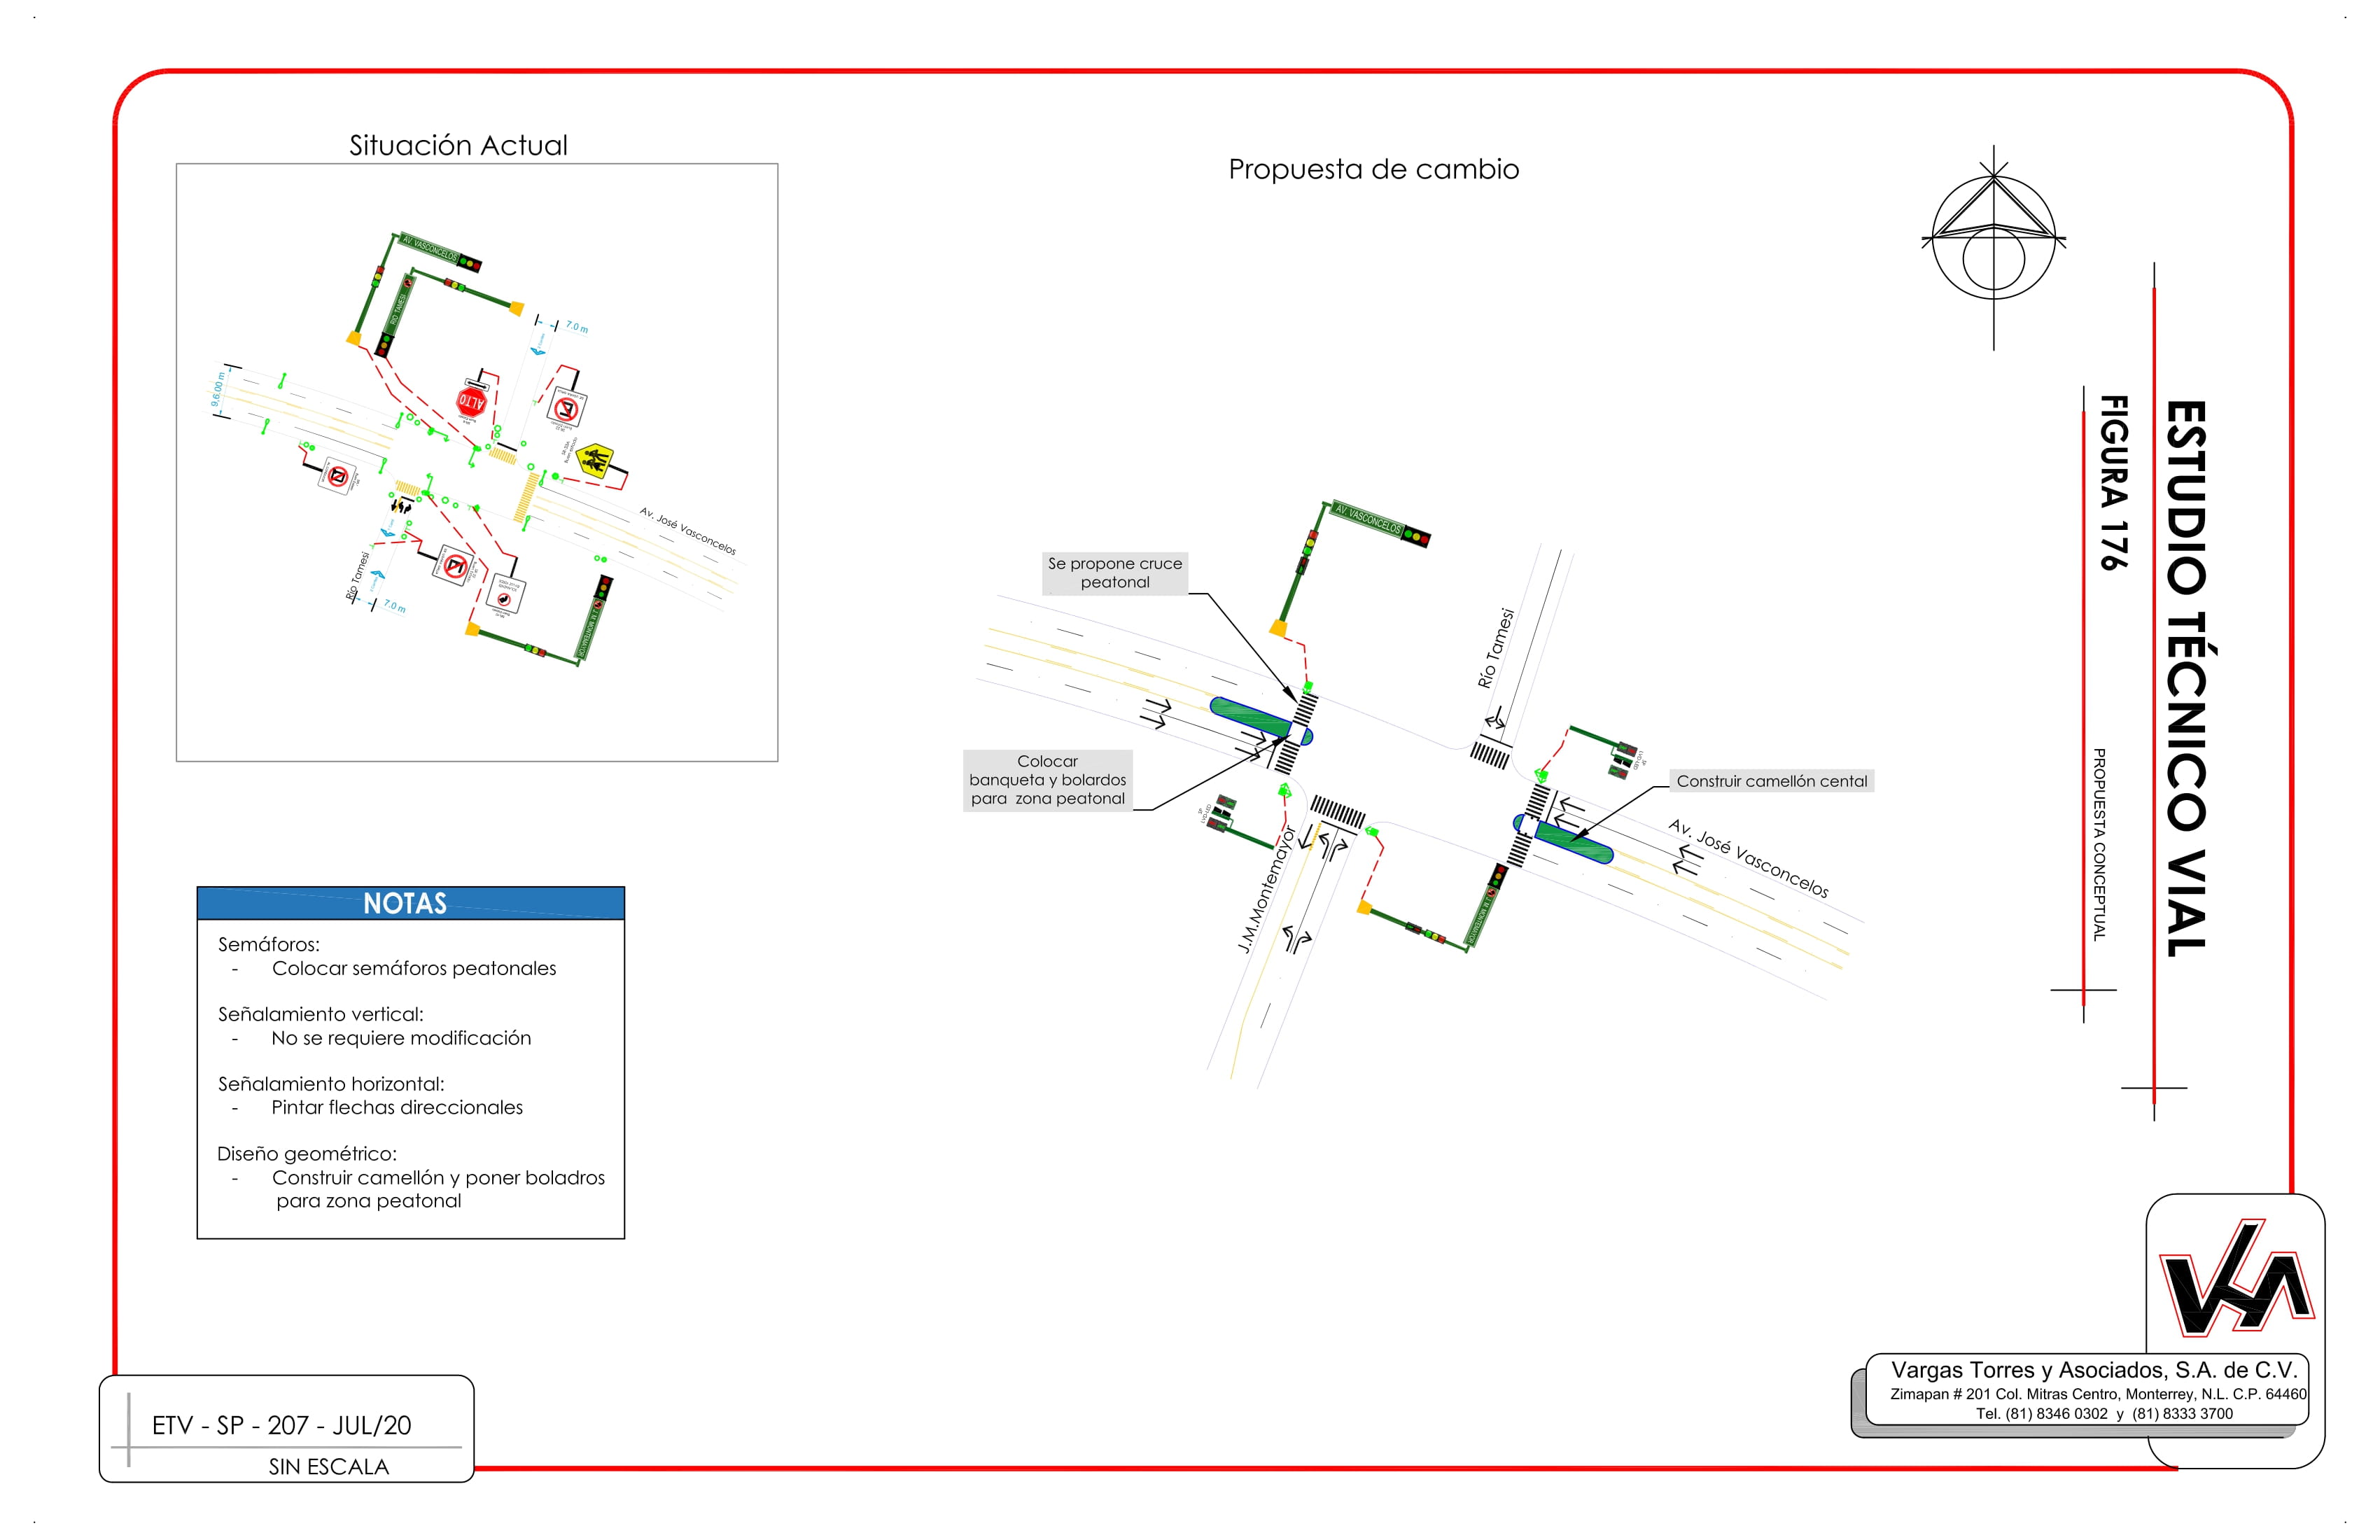 Situación Actual
AV. VASCONCELOS
RIO TAMESI
7.0 m
9.6.00 m
ALTO
Av. José Vasconcelos
Río Tamesi
7.0 m
J. M. MONTEMAYOR
Propuesta de cambio
AV. VASCONCELOS
Se propone cruce
peatonal
Río Tamesi
Colocar
banqueta y bolardos
para zona peatonal
Construir camellón cental
Av. José Vasconcelos
J.M.Montemayor
J. M. MONTEMAYOR
NOTAS
Semáforos:
- Colocar semáforos peatonales
Señalamiento vertical:
- No se requiere modificación
Señalamiento horizontal:
- Pintar flechas direccionales
Diseño geométrico:
- Construir camellón y poner boladros
para zona peatonal
ESTUDIO TÉCNICO VIAL
FIGURA 176
PROPUESTA CONCEPTUAL
ETV - SP - 207 - JUL/20
SIN ESCALA
Vargas Torres y Asociados, S.A. de C.V.
Zimapan # 201 Col. Mitras Centro, Monterrey, N.L. C.P. 64460
Tel. (81) 8346 0302 y (81) 8333 3700